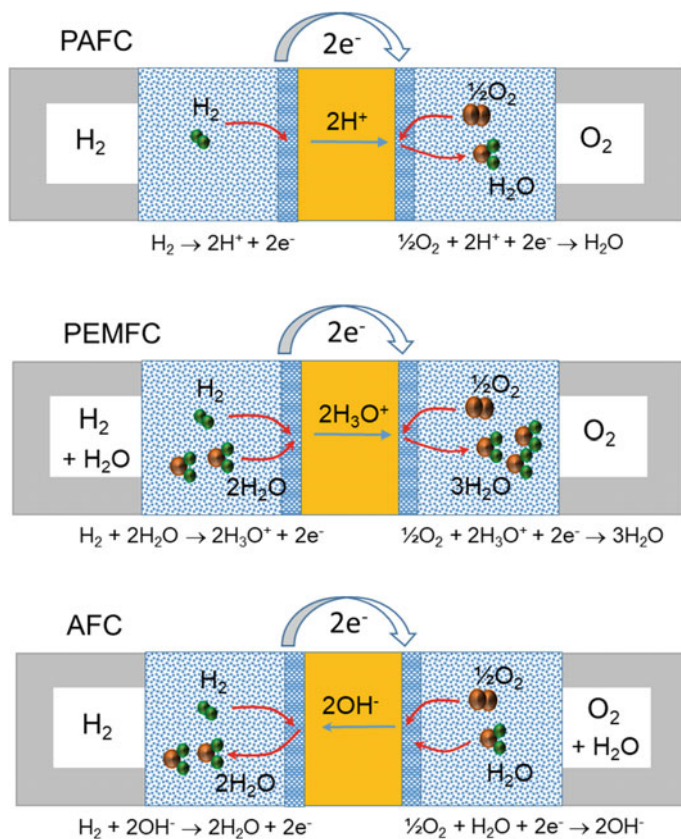 PAFC
2e⁻
H₂
H₂
2H⁺
½O₂
H₂O
O₂
H₂ → 2H⁺ + 2e⁻
½O₂ + 2H⁺ + 2e⁻ → H₂O
PEMFC
2e⁻
H₂
+ H₂O
H₂
2H₂O
2H₃O⁺
½O₂
3H₂O
O₂
H₂ + 2H₂O → 2H₃O⁺ + 2e⁻
½O₂ + 2H₃O⁺ + 2e⁻ → 3H₂O
AFC
2e⁻
H₂
H₂
2H₂O
2OH⁻
½O₂
H₂O
O₂
+ H₂O
H₂ + 2OH⁻ → 2H₂O + 2e⁻
½O₂ + H₂O + 2e⁻ → 2OH⁻